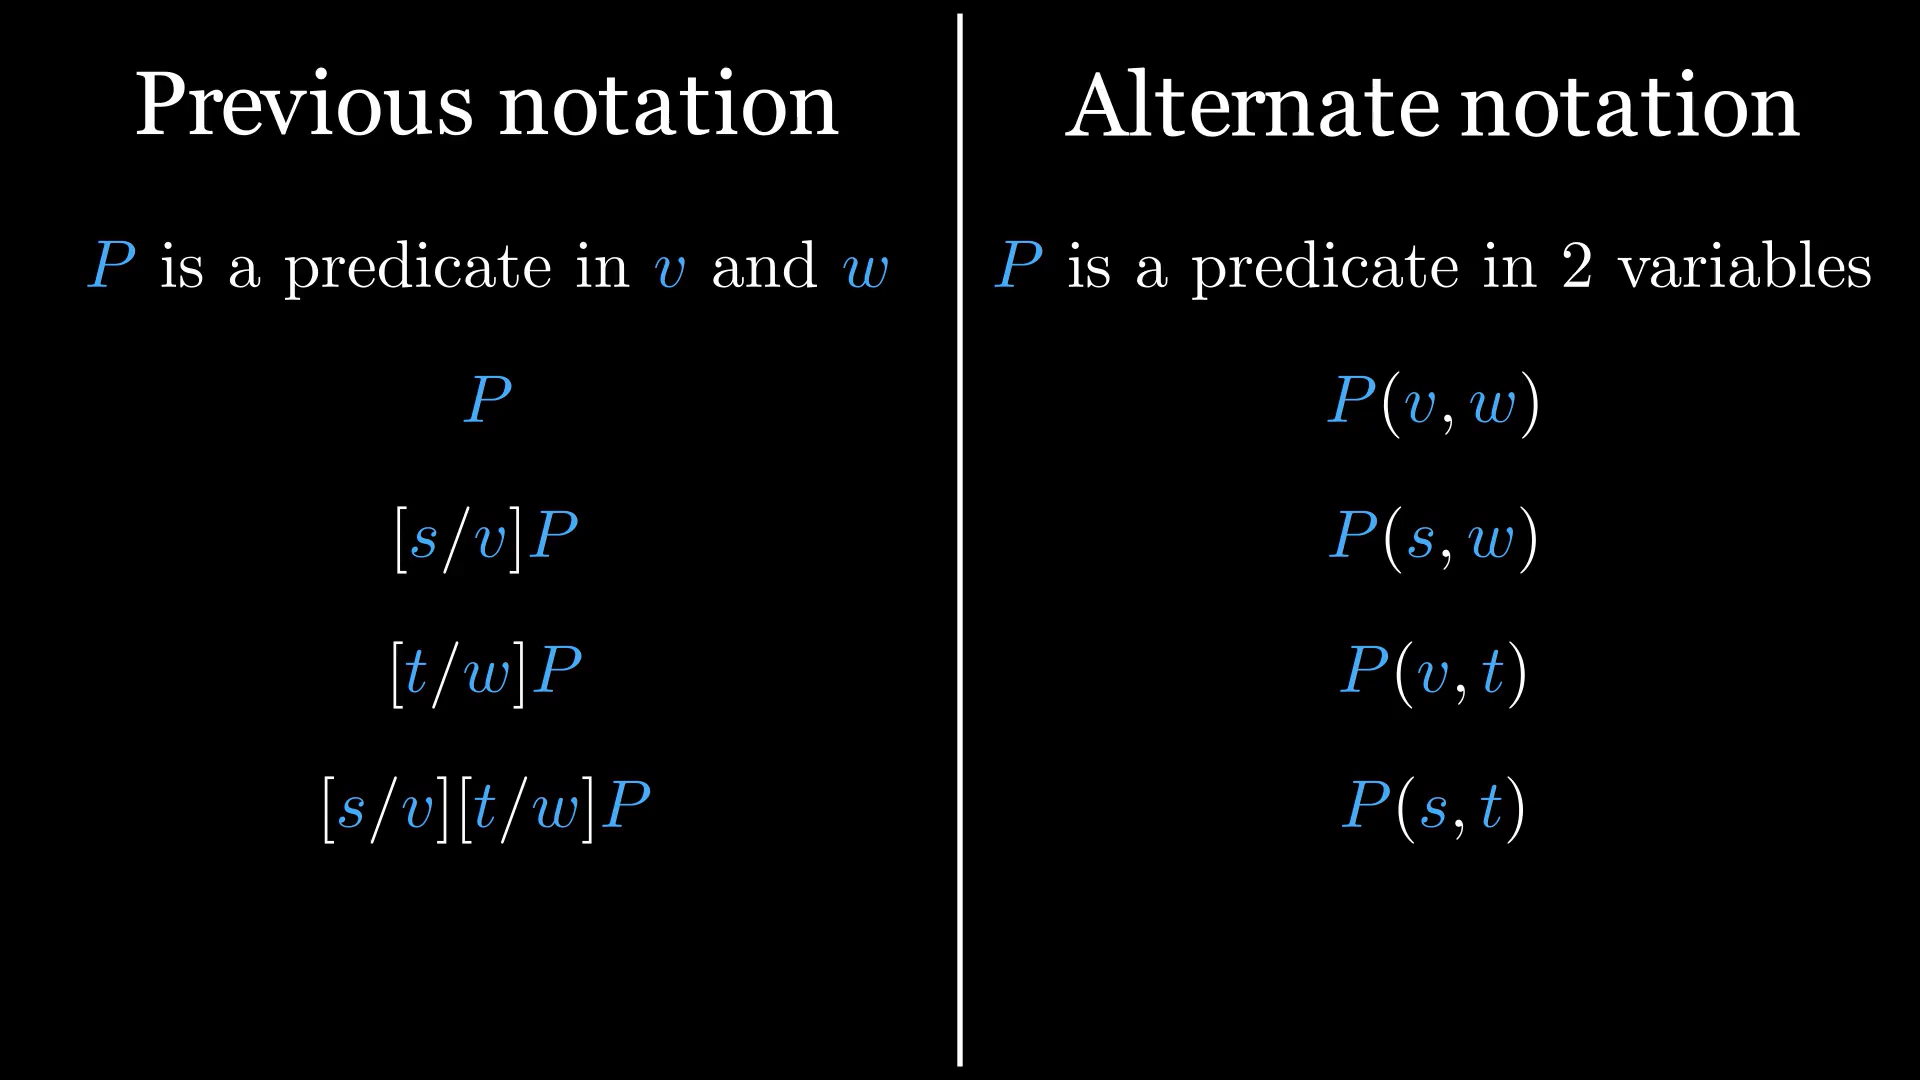 Previous notation
P is a predicate in v and w
P
[s/v]P
[t/w]P
[s/v][t/w]P
Alternate notation
P is a predicate in 2 variables
P(v, w)
P(s, w)
P(v, t)
P(s, t)